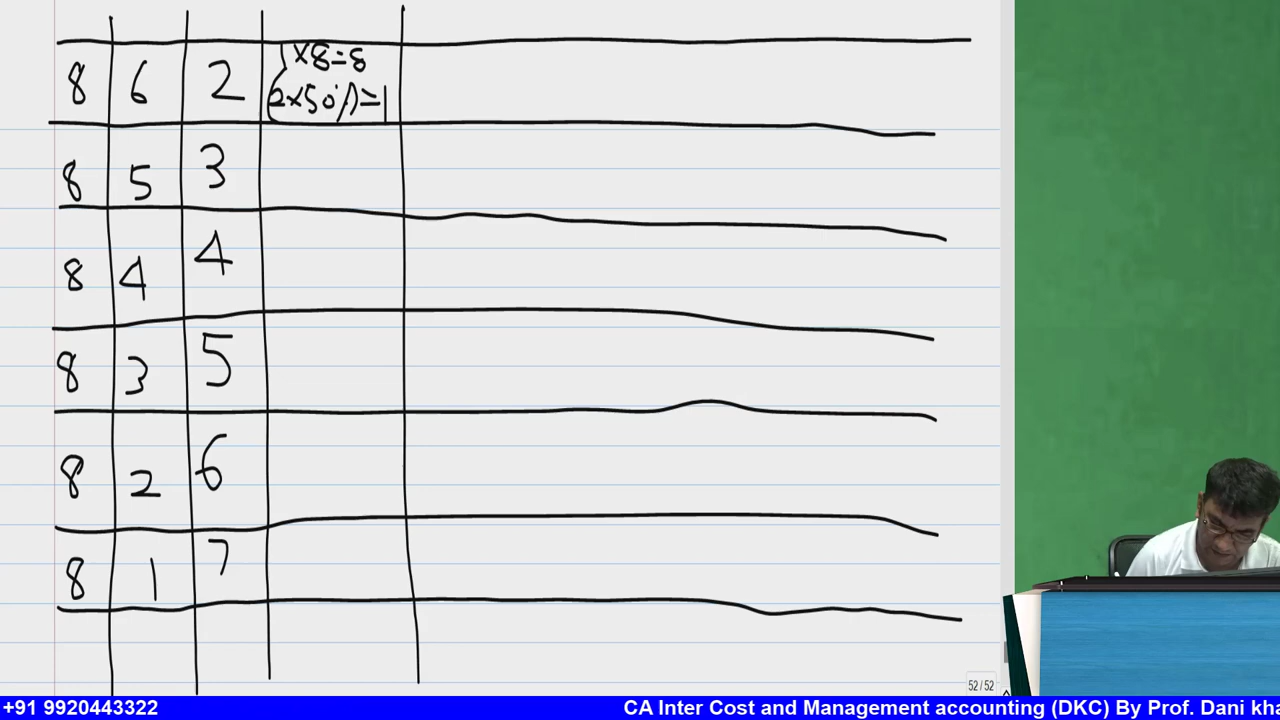 8 6 2 1×8=8
2×50%=1
8 5 3
8 4 4
8 3 5
8 2 6
8 1 7
52/52
+91 9920443322 CA Inter Cost and Management accounting (DKC) By Prof. Dani kha